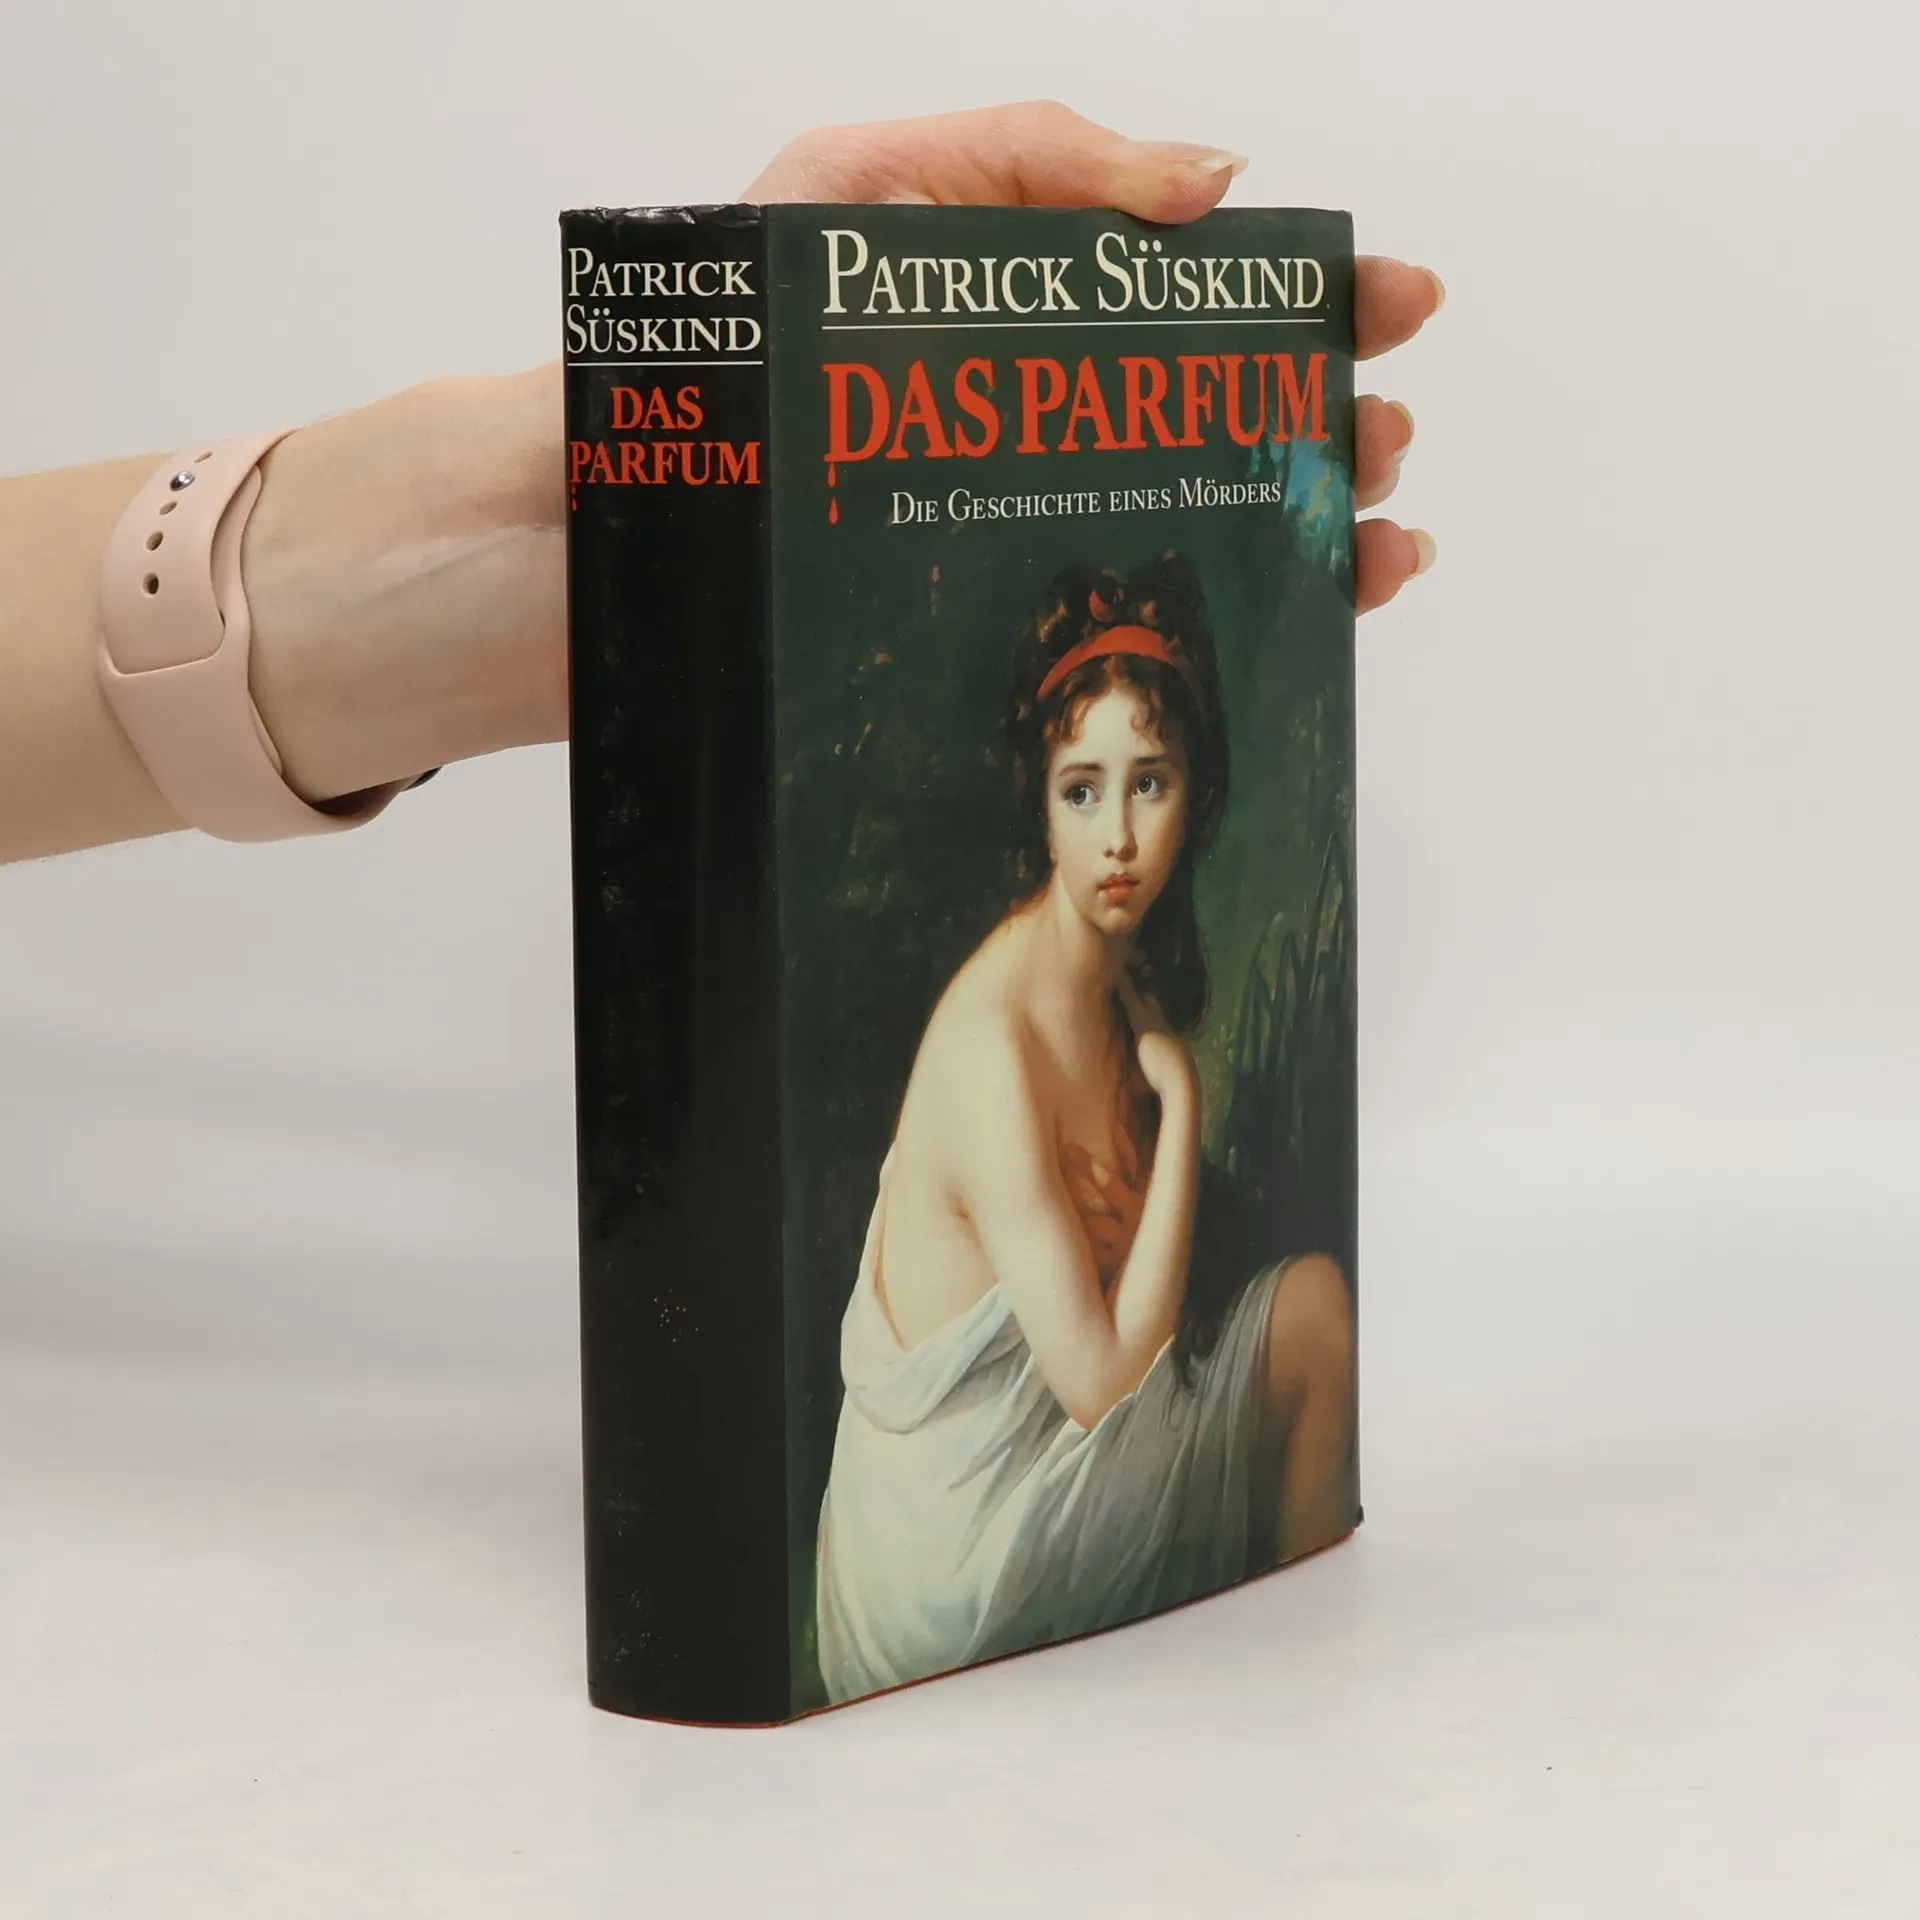 PATRICK
SÜSKIND
DAS
PARFUM
PATRICK SÜSKIND
DAS PARFUM
DIE GESCHICHTE EINES MÖRDERS